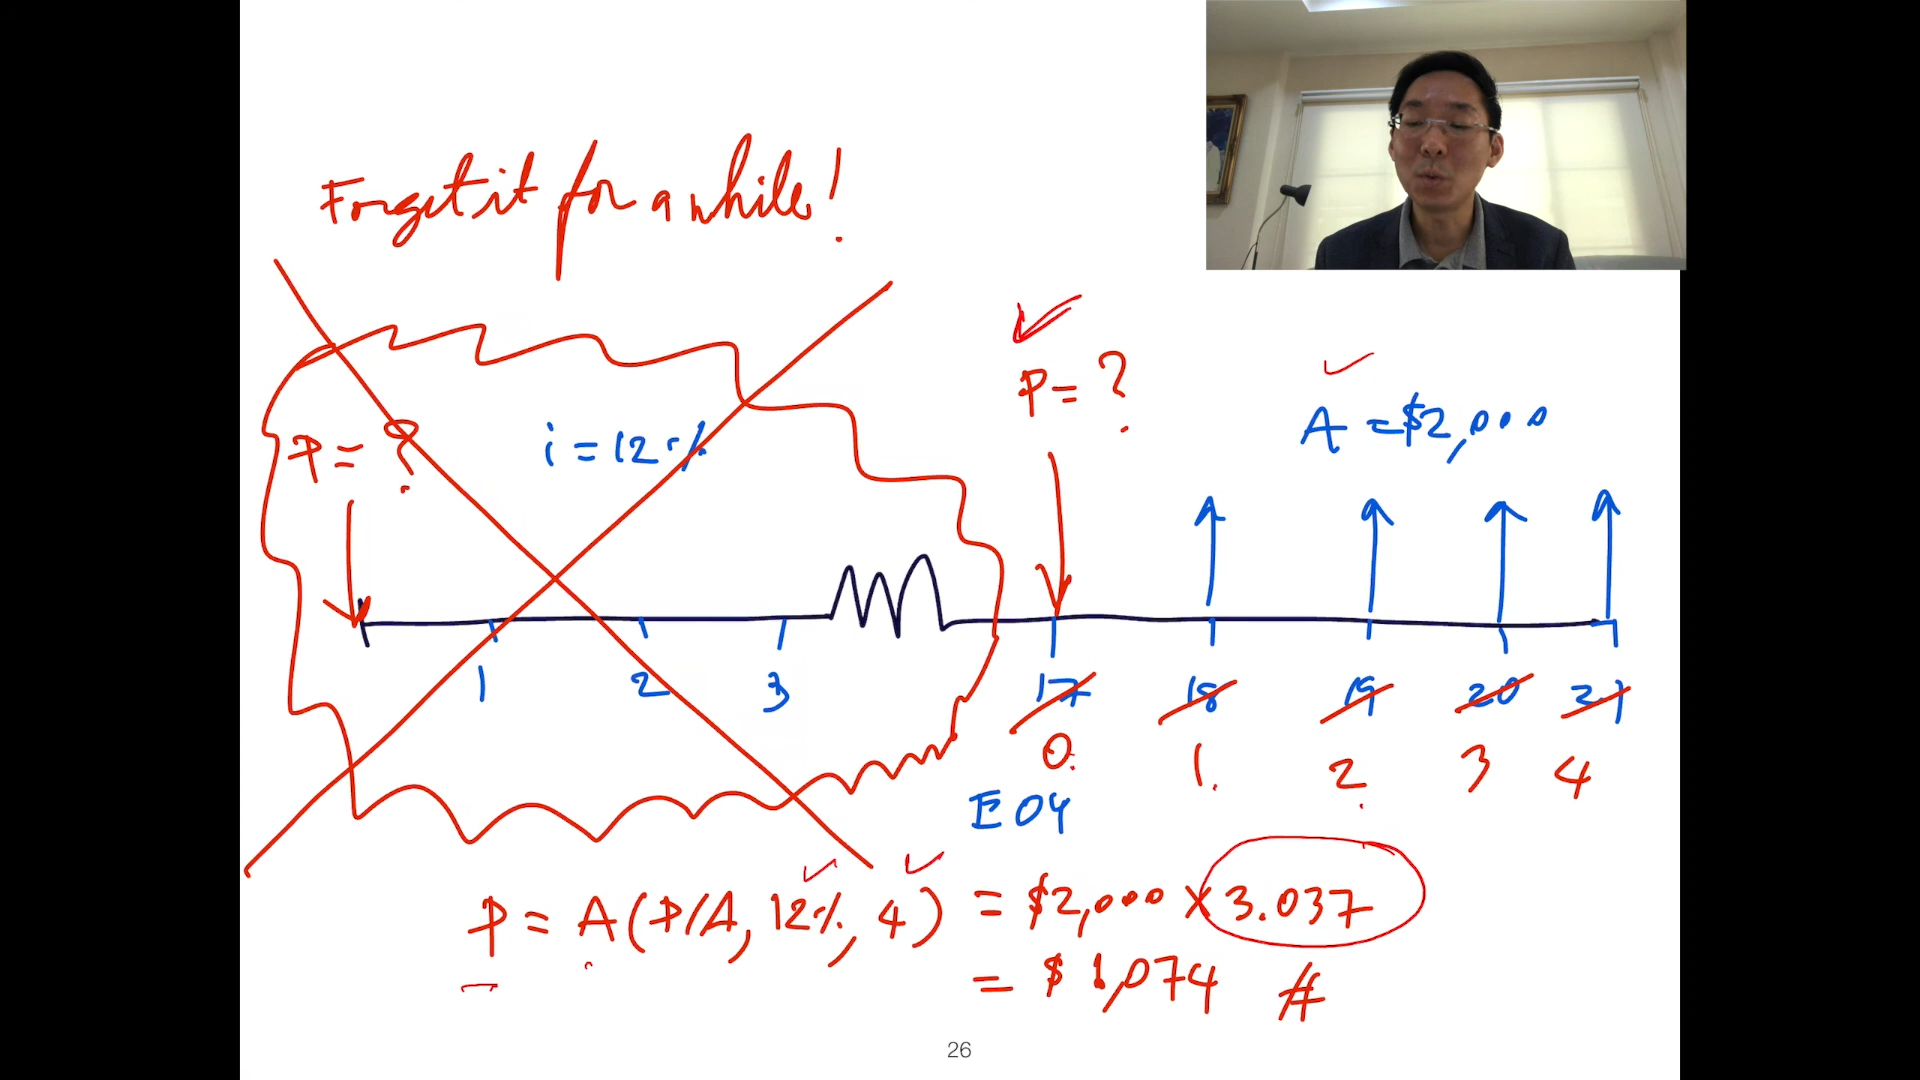 Forget it for a while!
P = ?
i = 12%
P = ?
A = $2,000
1 2 3 17 18 19 20 21
0. 1. 2. 3 4
EOY
P = A(P/A, 12%, 4) = $2,000 × 3.037
= $ ,074 #
26